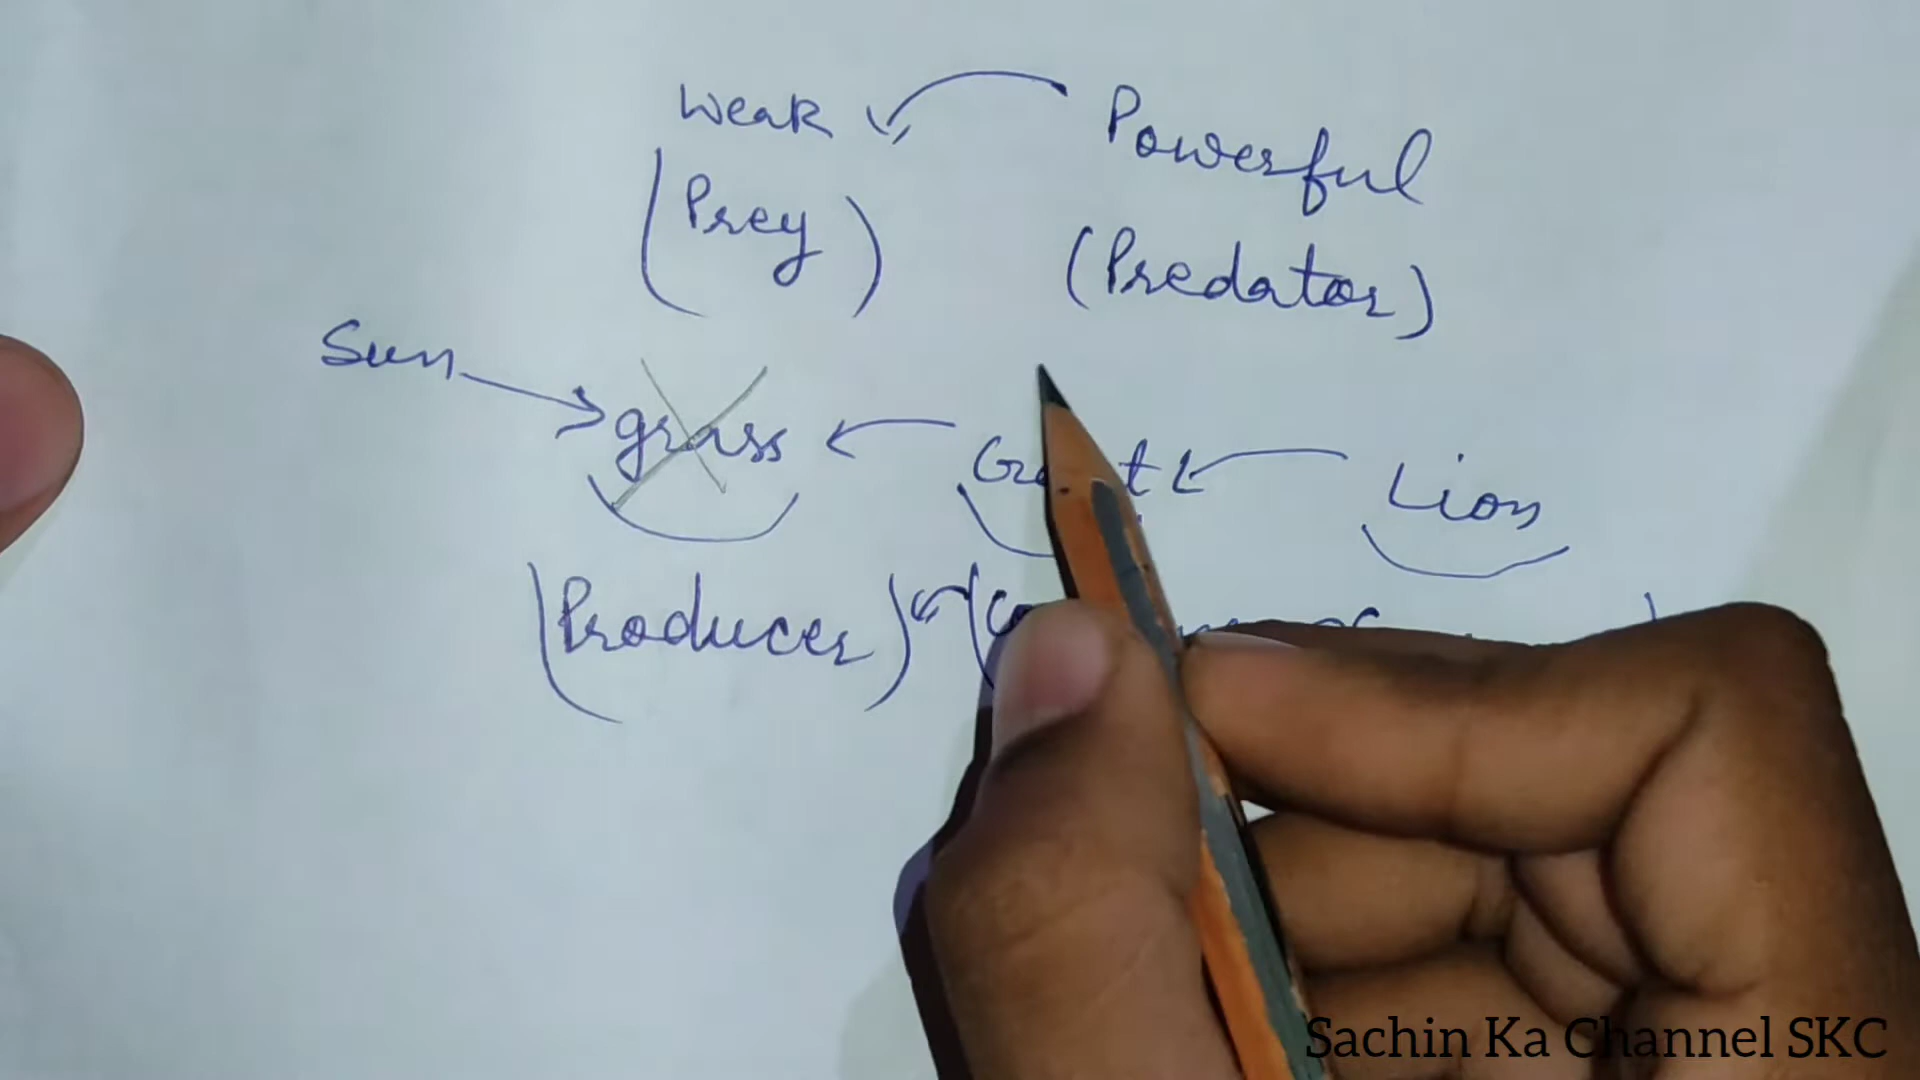 Weak Powerful
(Prey) (Predator)
Sun
grass Lion
(Producer)
Sachin Ka Channel SKC